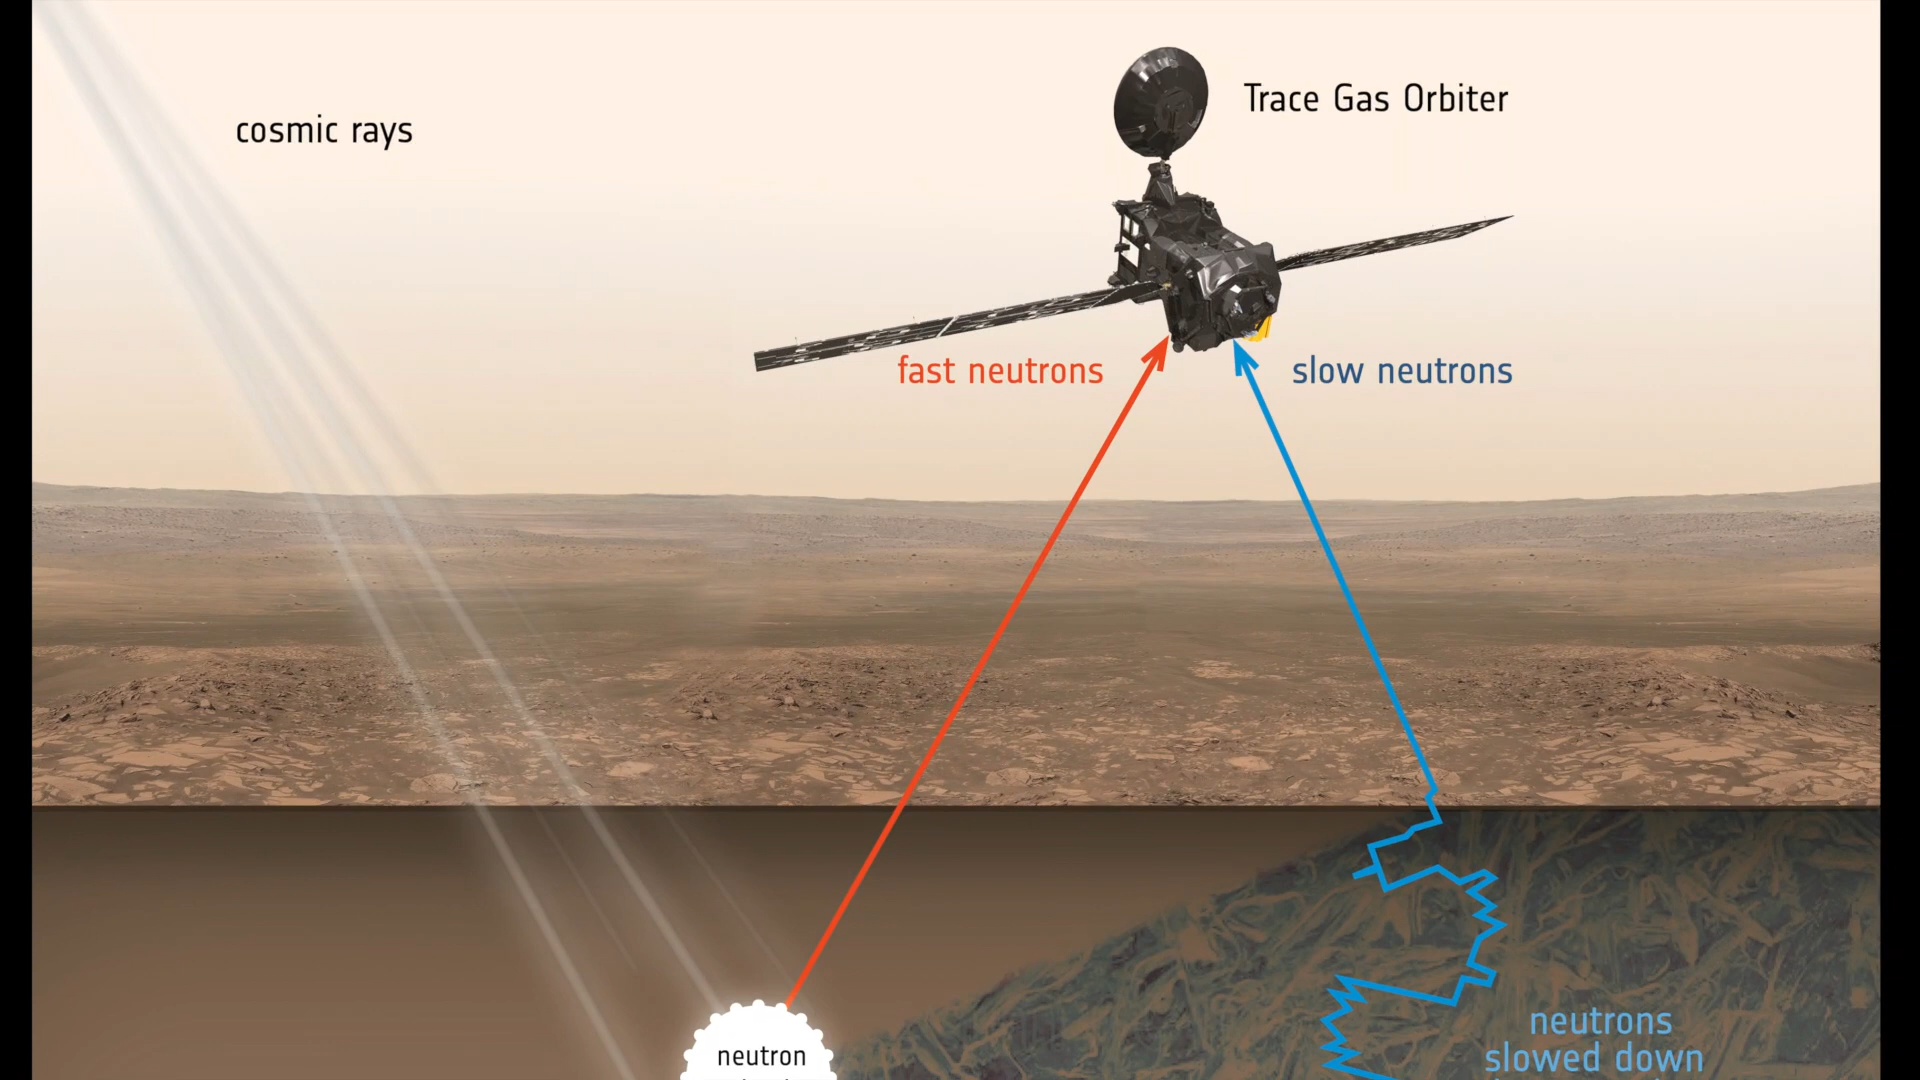 cosmic rays
Trace Gas Orbiter
fast neutrons
slow neutrons
neutron
neutrons
slowed down